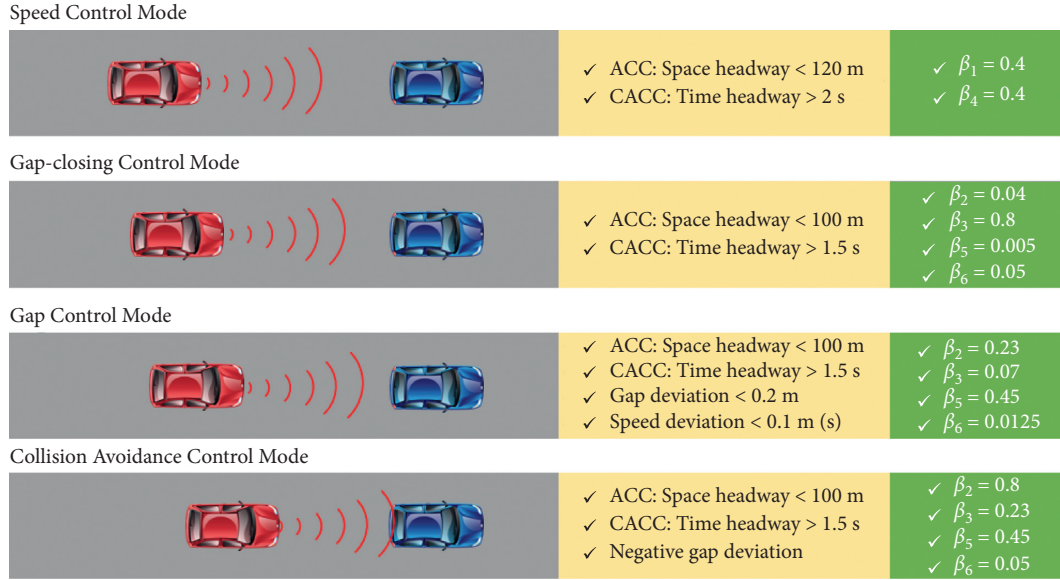 Speed Control Mode
✓ ACC: Space headway < 120 m
✓ CACC: Time headway > 2 s
✓ β1 = 0.4
✓ β4 = 0.4
Gap-closing Control Mode
✓ ACC: Space headway < 100 m
✓ CACC: Time headway > 1.5 s
✓ β2 = 0.04
✓ β3 = 0.8
✓ β5 = 0.005
✓ β6 = 0.05
Gap Control Mode
✓ ACC: Space headway < 100 m
✓ CACC: Time headway > 1.5 s
✓ Gap deviation < 0.2 m
✓ Speed deviation < 0.1 m (s)
✓ β2 = 0.23
✓ β3 = 0.07
✓ β5 = 0.45
✓ β6 = 0.0125
Collision Avoidance Control Mode
✓ ACC: Space headway < 100 m
✓ CACC: Time headway > 1.5 s
✓ Negative gap deviation
✓ β2 = 0.8
✓ β3 = 0.23
✓ β5 = 0.45
✓ β6 = 0.05